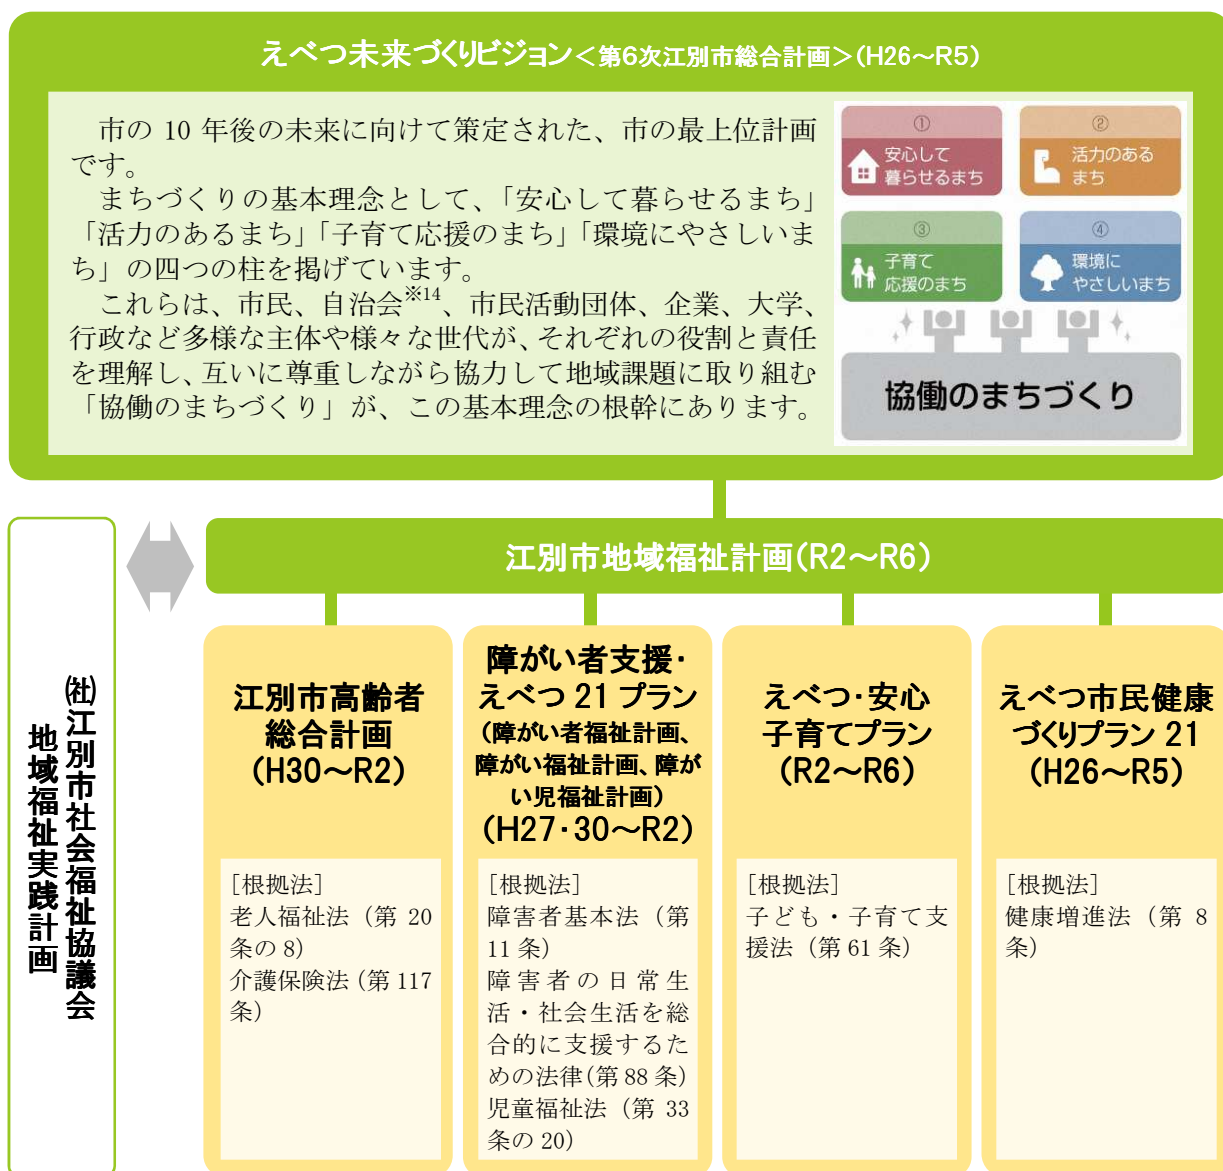 えべつ未来づくりビジョン＜第6次江別市総合計画＞(H26～R5)
市の 10 年後の未来に向けて策定された、市の最上位計画
です。
まちづくりの基本理念として、「安心して暮らせるまち」
「活力のあるまち」「子育て応援のまち」「環境にやさしいま
ち」の四つの柱を掲げています。
これらは、市民、自治会※14、市民活動団体、企業、大学、
行政など多様な主体や様々な世代が、それぞれの役割と責任
を理解し、互いに尊重しながら協力して地域課題に取り組む
「協働のまちづくり」が、この基本理念の根幹にあります。
①
安心して
暮らせるまち
②
活力のある
まち
③
子育て
応援のまち
④
環境に
やさしいまち
協働のまちづくり
㈳江別市社会福祉協議会
地域福祉実践計画
江別市地域福祉計画(R2～R6)
江別市高齢者
総合計画
(H30～R2)
[根拠法]
老人福祉法（第 20
条の 8）
介護保険法（第 117
条）
障がい者支援・
えべつ 21 プラン
(障がい者福祉計画、
障がい福祉計画、障が
い児福祉計画)
(H27・30～R2)
[根拠法]
障害者基本法（第
11 条）
障害者の日常生
活・社会生活を総
合的に支援するた
めの法律(第 88 条)
児童福祉法（第 33
条の 20）
えべつ・安心
子育てプラン
(R2～R6)
[根拠法]
子ども・子育て支
援法（第 61 条）
えべつ市民健康
づくりプラン 21
(H26～R5)
[根拠法]
健康増進法（第 8
条）